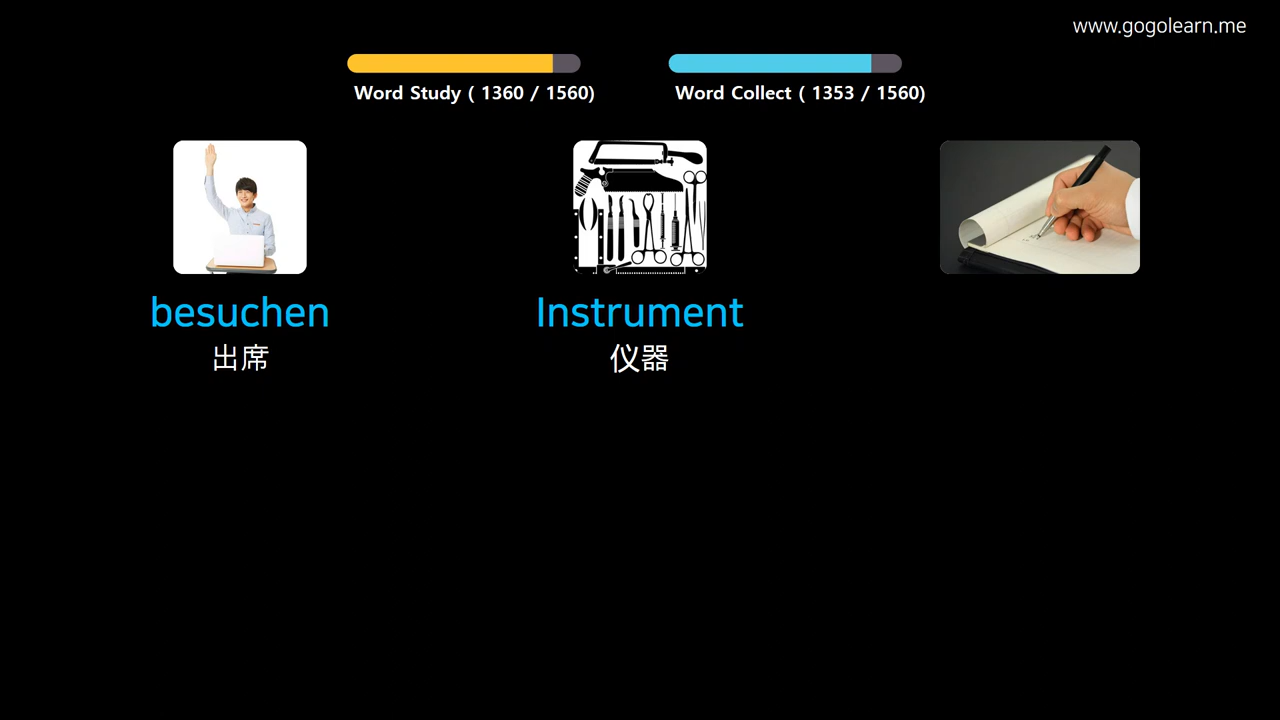 www.gogolearn.me
Word Study ( 1360 / 1560)
Word Collect ( 1353 / 1560)
besuchen
出席
Instrument
仪器